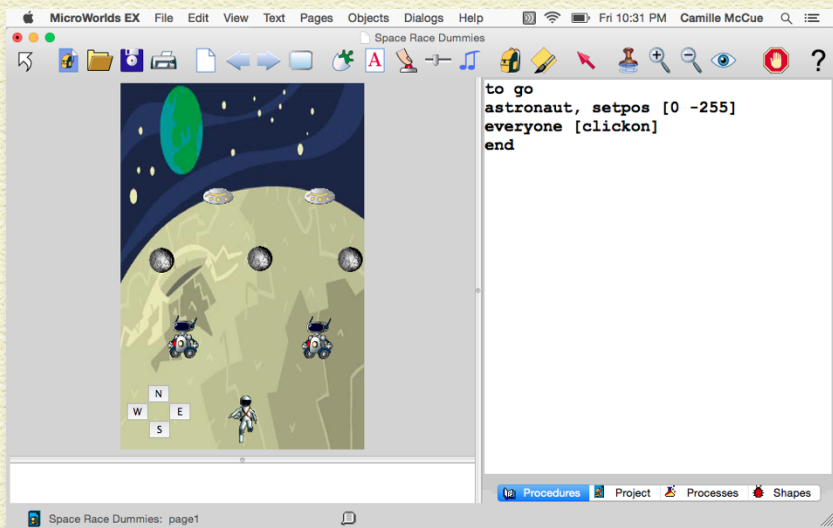 MicroWorlds EX File Edit View Text Pages Objects Dialogs Help Fri 10:31 PM Camille McCue
Space Race Dummies
A ?
to go
astronaut, setpos [0 -255]
everyone [clickon]
end
N
W E
S
Procedures Project Processes Shapes
Space Race Dummies: page1